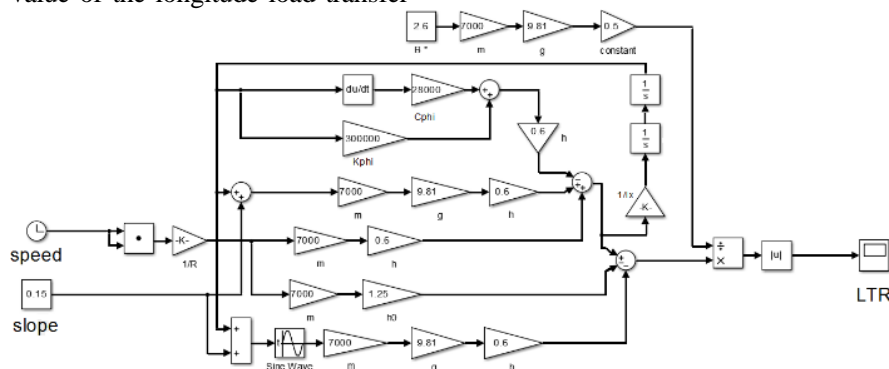 value of the longitude load transfer
2.6 7000 9.81 0.5
B * m g constant
du/dt 28000 + +
Cphi
1
s
300000
Kphi
0.6 h
1
s
+ + 7000 9.81 0.6
m g h
− + +
1/Ix
-K-
speed
-K-
1/R
7000 0.6
m h
÷
×
|u|
LTR
0.15
slope
7000 1.25
m h0
+ − −
+
+
t
Sine Wave
7000 9.81 0.6
m g h